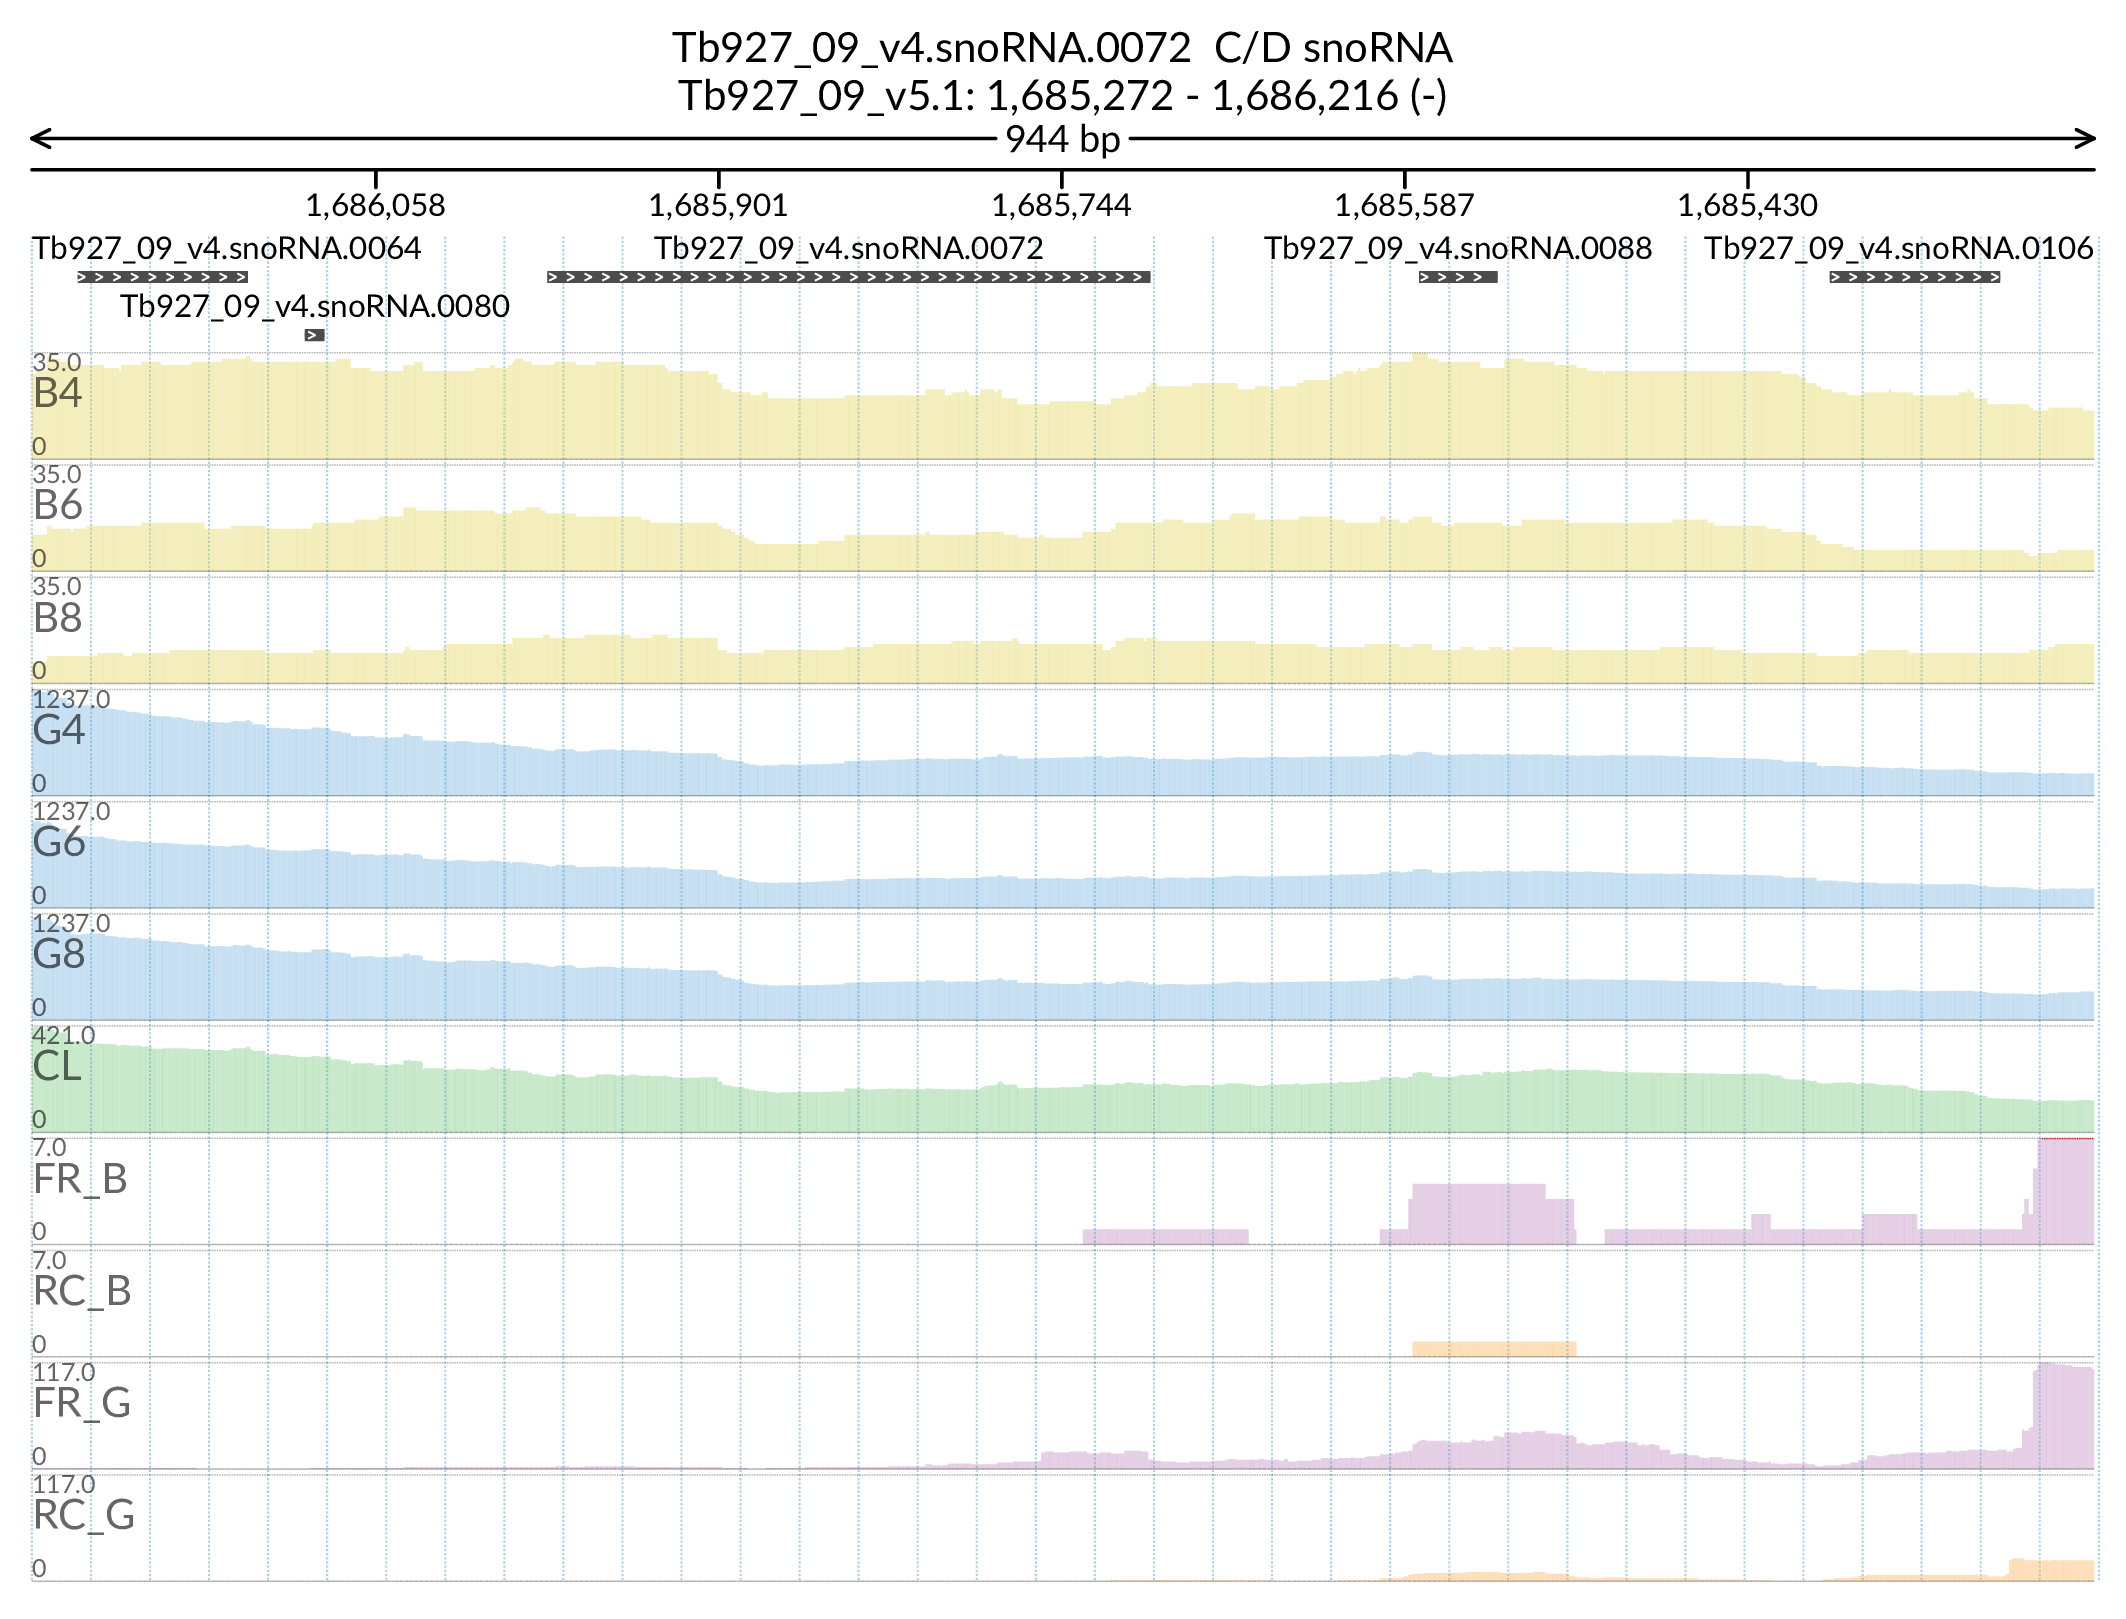 Tb927_09_v4.snoRNA.0072 C/D snoRNA
Tb927_09_v5.1: 1,685,272 - 1,686,216 (-)
944 bp
1,686,058 1,685,901 1,685,744 1,685,587 1,685,430
Tb927_09_v4.snoRNA.0064 Tb927_09_v4.snoRNA.0072 Tb927_09_v4.snoRNA.0088 Tb927_09_v4.snoRNA.0106
Tb927_09_v4.snoRNA.0080
35.0
B4
0
35.0
B6
0
35.0
B8
0
1237.0
G4
0
1237.0
G6
0
1237.0
G8
0
421.0
CL
0
7.0
FR_B
0
7.0
RC_B
0
117.0
FR_G
0
117.0
RC_G
0